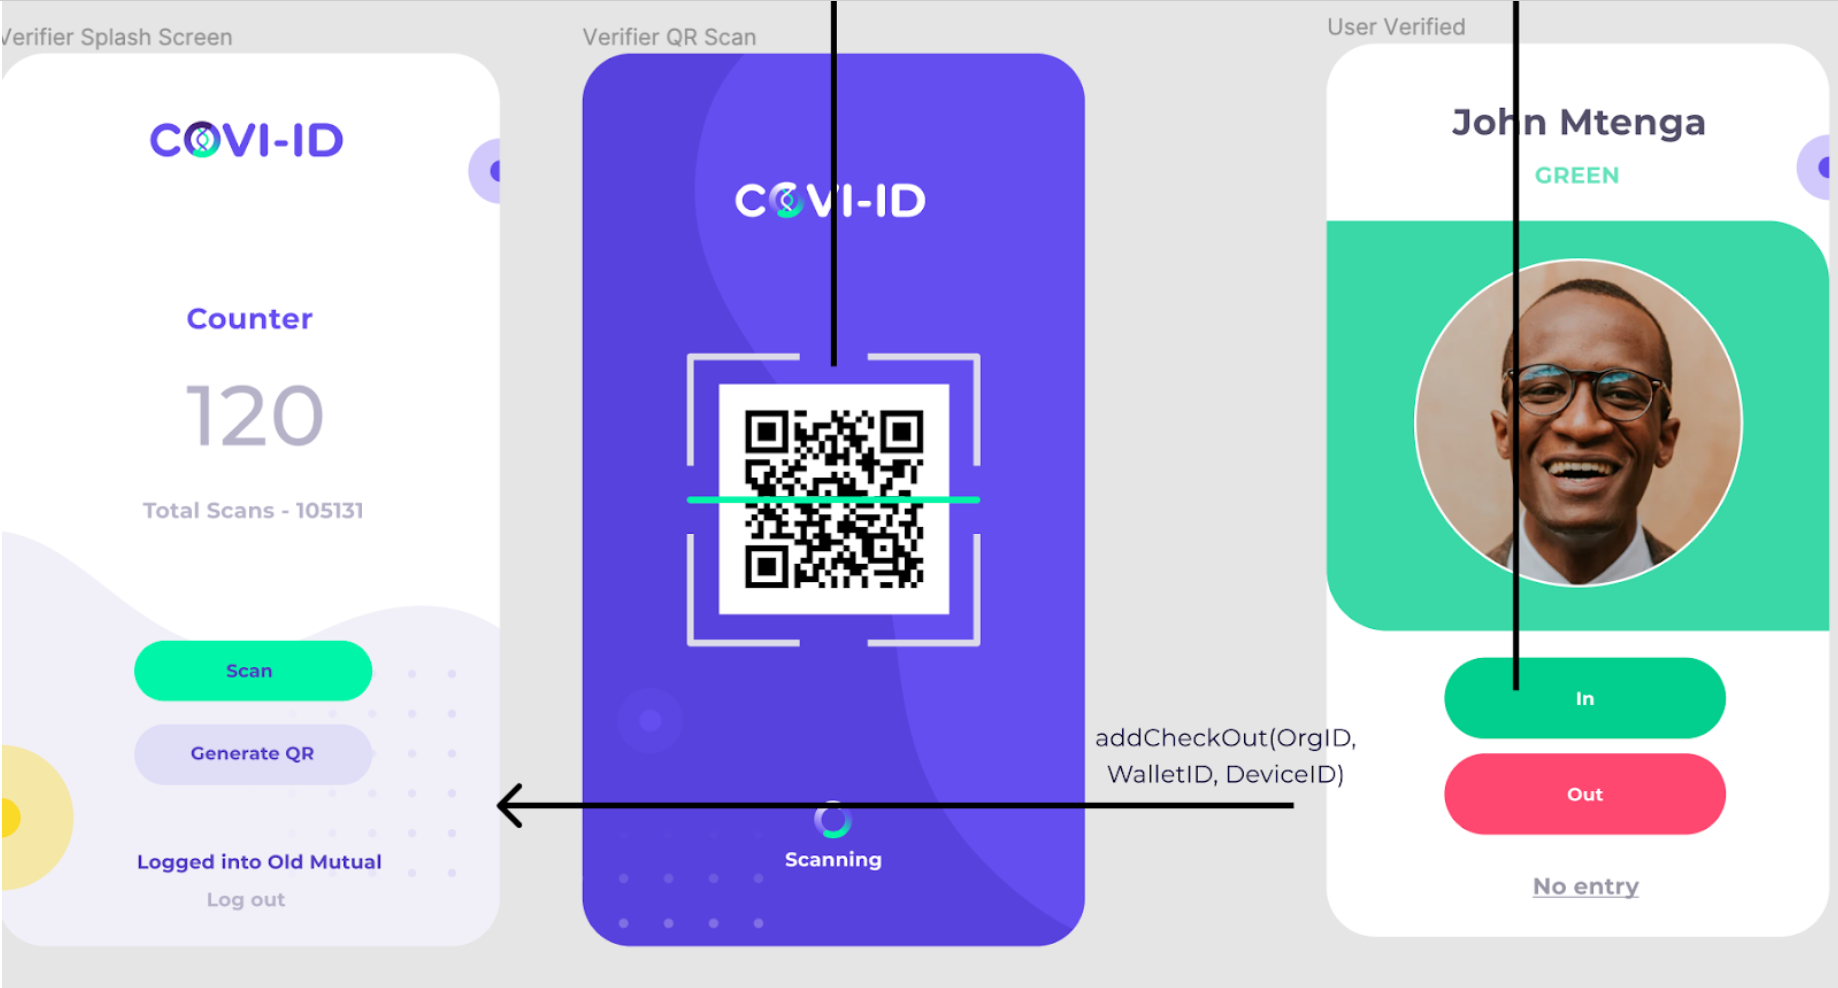 Verifier Splash Screen
COVI-ID
Counter
120
Total Scans - 105131
Scan
Generate QR
Logged into Old Mutual
Log out
Verifier QR Scan
COVI-ID
Scanning
addCheckOut(OrgID,
WalletID, DeviceID)
User Verified
John Mtenga
GREEN
In
Out
No entry